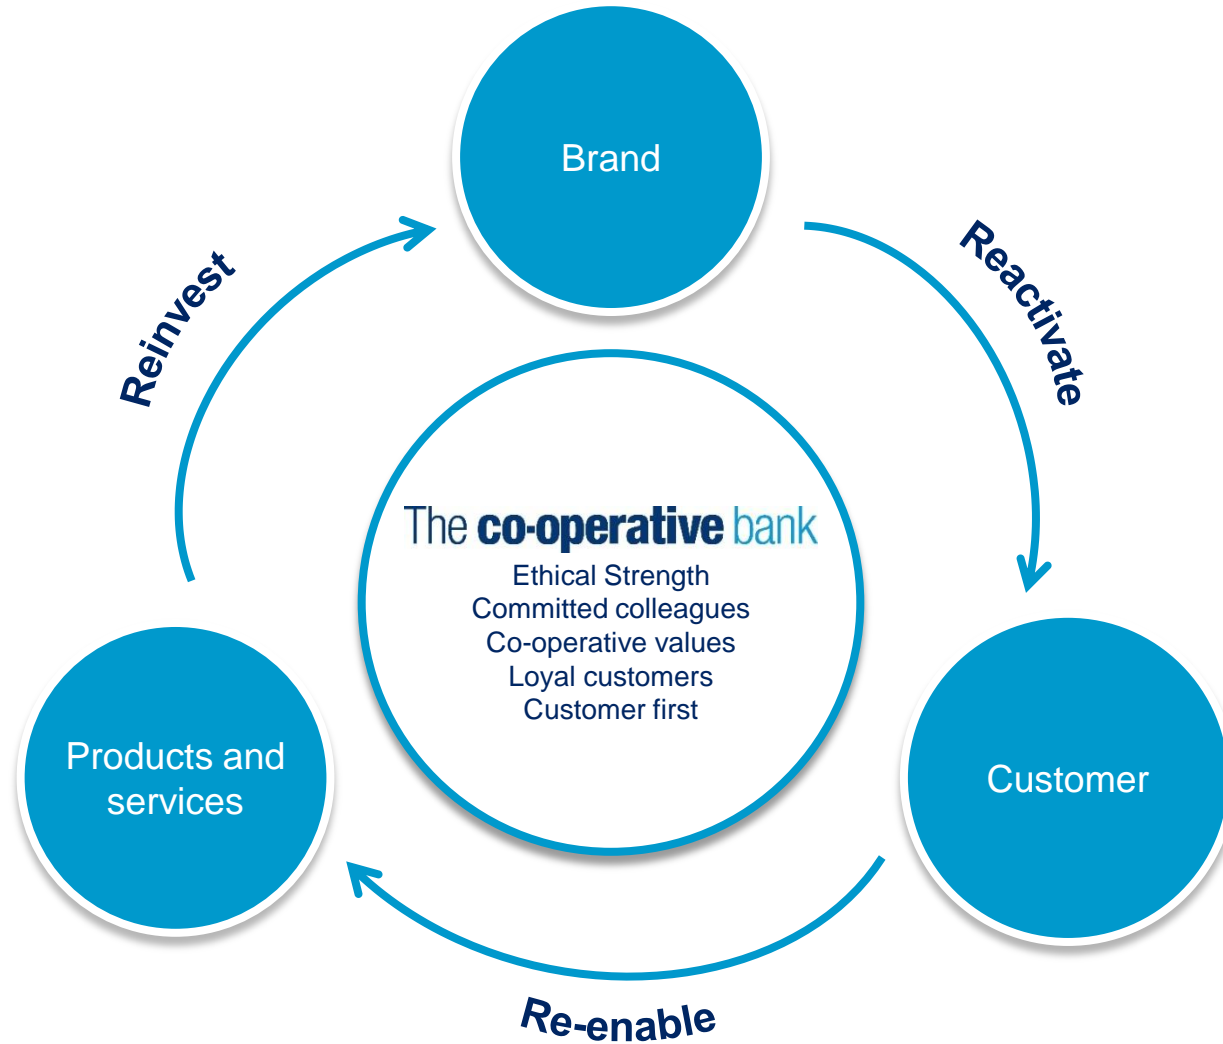 Brand
Reactivate
Reinvest
The co-operative bank
Ethical Strength
Committed colleagues
Co-operative values
Loyal customers
Customer first
Products and
services
Customer
Re-enable